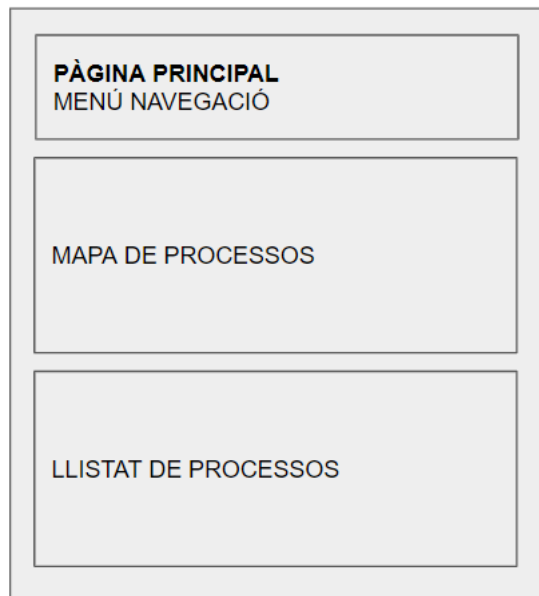 PÀGINA PRINCIPAL
MENÚ NAVEGACIÓ
MAPA DE PROCESSOS
LLISTAT DE PROCESSOS